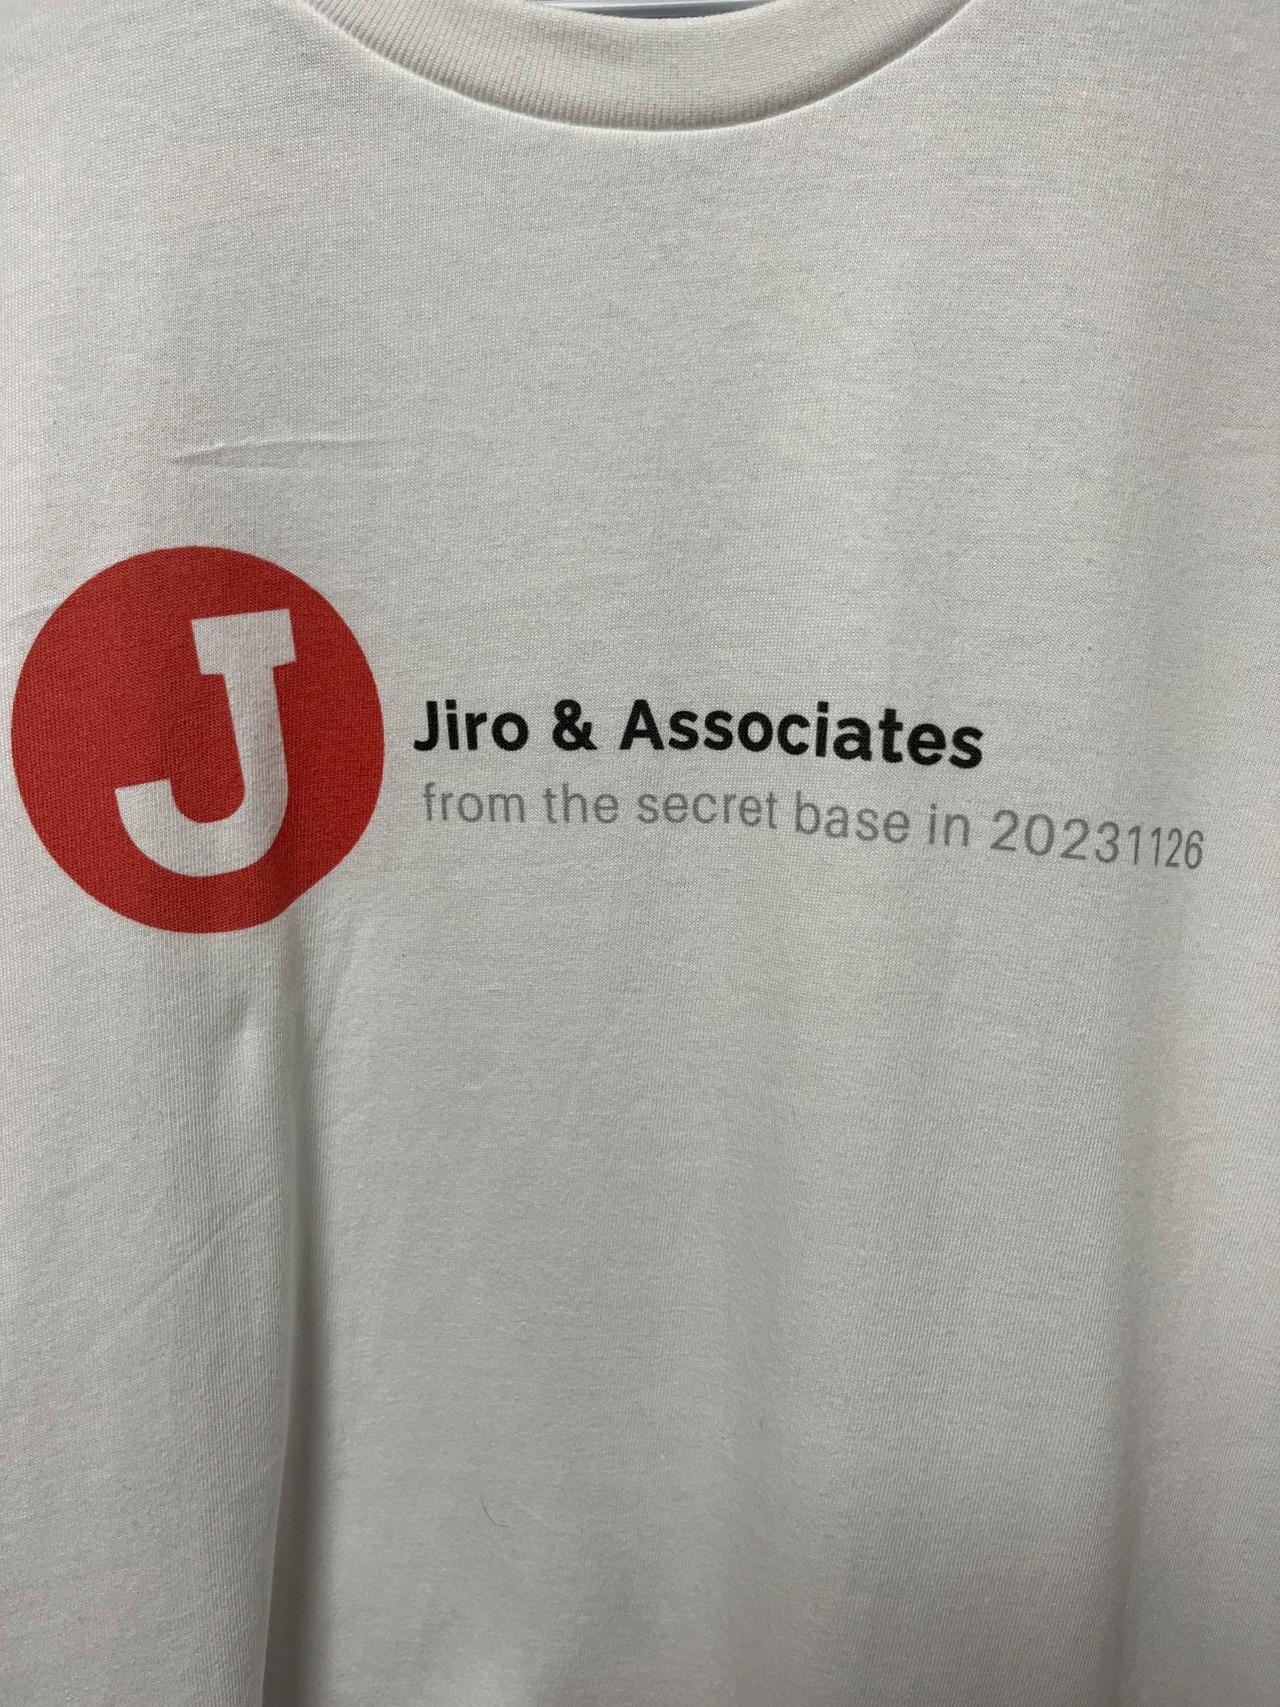 J
Jiro & Associates
from the secret base in 20231126